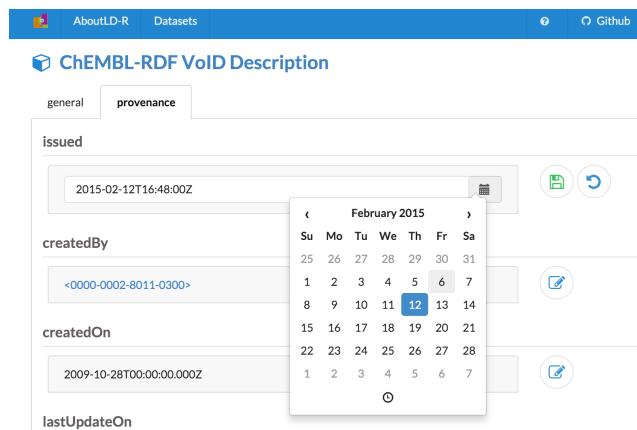 AboutLD-R Datasets Github
ChEMBL-RDF VoID Description
general provenance
issued
2015-02-12T16:48:00Z
‹ February 2015 ›
Su Mo Tu We Th Fr Sa
25 26 27 28 29 30 31
1 2 3 4 5 6 7
8 9 10 11 12 13 14
15 16 17 18 19 20 21
22 23 24 25 26 27 28
1 2 3 4 5 6 7
createdBy
<0000-0002-8011-0300>
createdOn
2009-10-28T00:00:00.000Z
lastUpdateOn